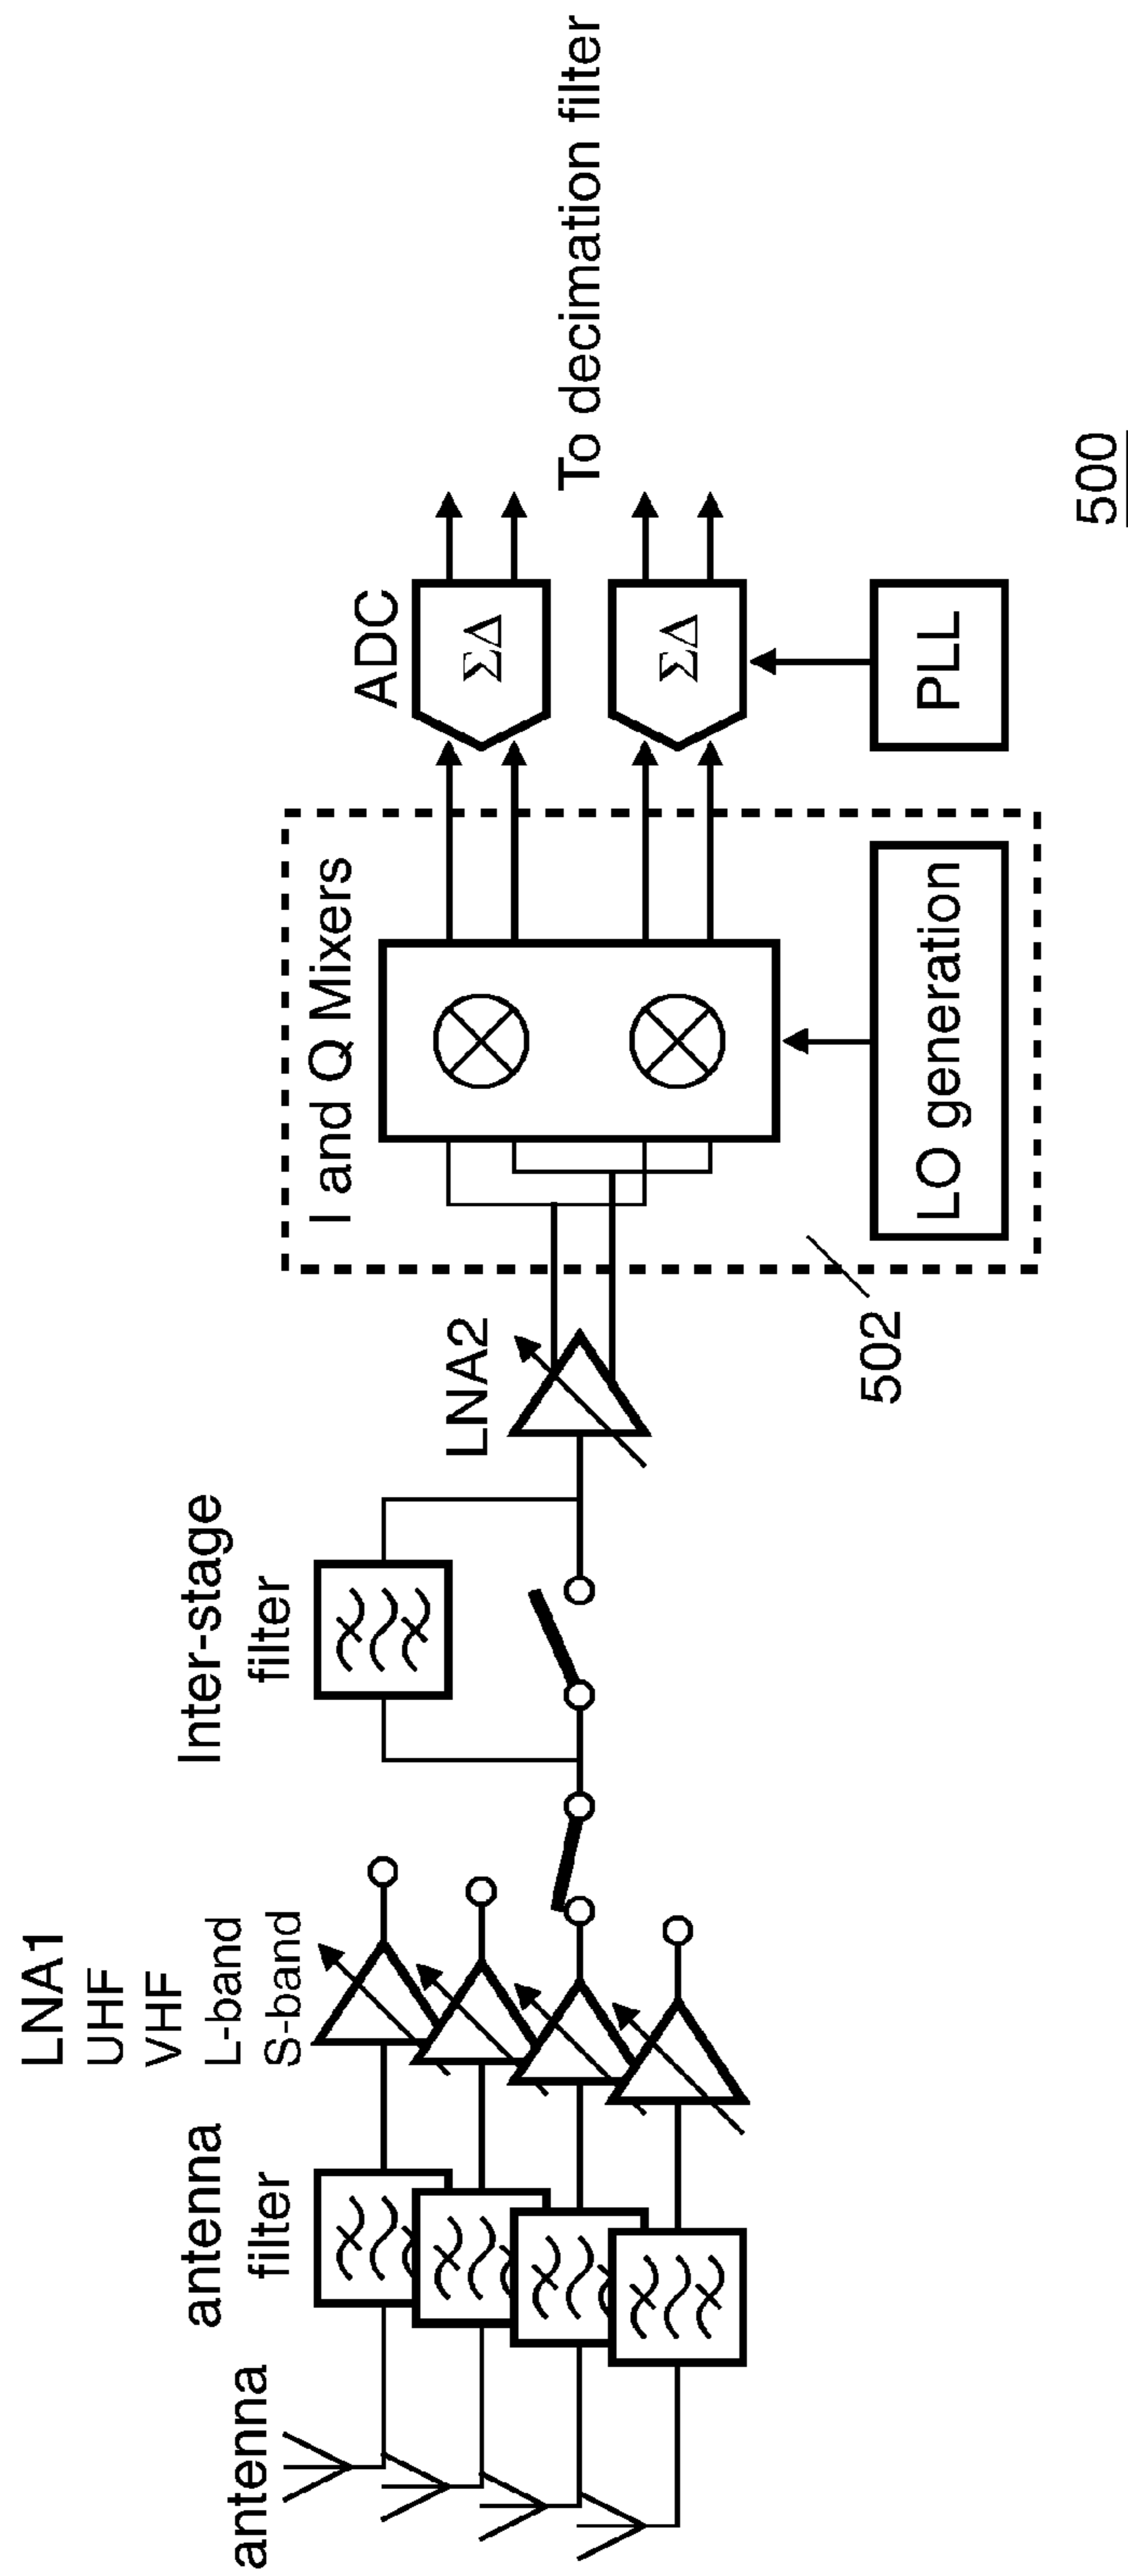 antenna
antenna
filter
LNA1
UHF
VHF
L-band
S-band
Inter-stage
filter
LNA2
502
I and Q Mixers
LO generation
ADC
ΣΔ
ΣΔ
PLL
To decimation filter
500